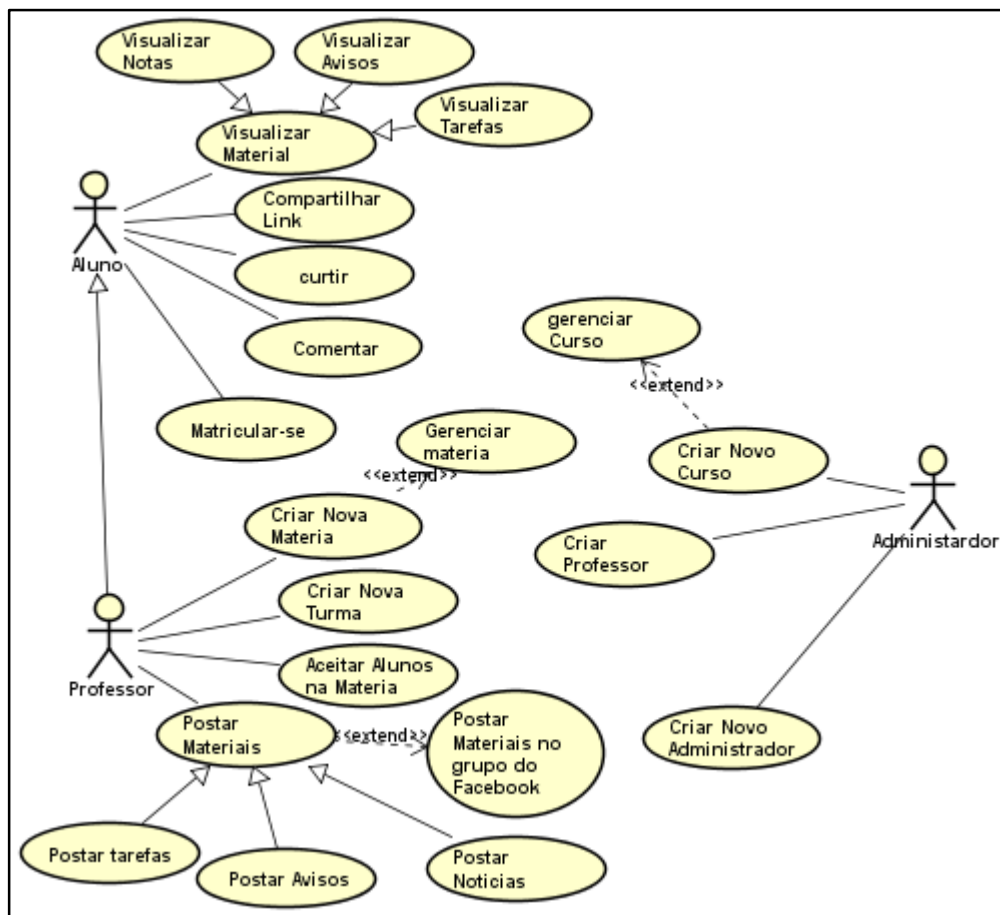 Visualizar
Notas
Visualizar
Avisos
Visualizar
Tarefas
Visualizar
Material
Compartilhar
Link
Aluno
curtir
gerenciar
Curso
Comentar
<<extend>>
Matricular-se
Gerenciar
materia
Criar Novo
Curso
<<extend>>
Criar Nova
Materia
Administardor
Criar
Professor
Criar Nova
Turma
Professor
Aceitar Alunos
na Materia
Postar
Materiais
<<extend>>
Postar
Materiais no
grupo do
Facebook
Criar Novo
Administrador
Postar tarefas
Postar Avisos
Postar
Noticias